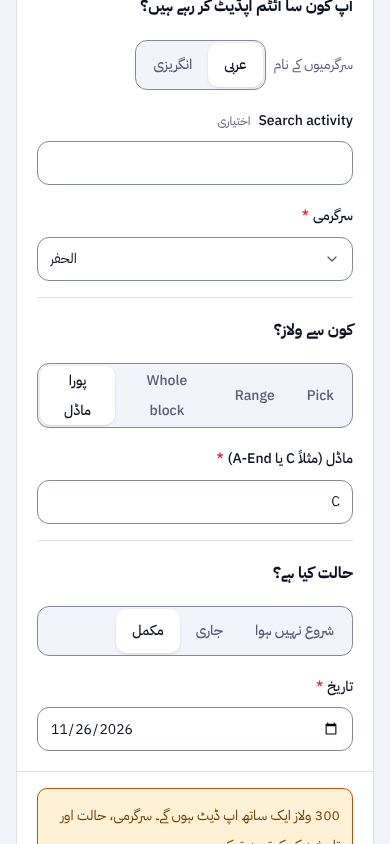 آپ کون سا آئٹم اپڈیٹ کر رہے ہیں؟
سرگرمیوں کے نام عربی انگریزی
Search activity اختیاری
سرگرمی *
الحفر
کون سے ولاز؟
Pick Range Whole block پورا ماڈل
ماڈل (مثلاً C یا A-End) *
C
حالت کیا ہے؟
شروع نہیں ہوا جاری مکمل
تاریخ *
11/26/2026
300 ولاز ایک ساتھ اپ ڈیٹ ہوں گے۔ سرگرمی، حالت اور